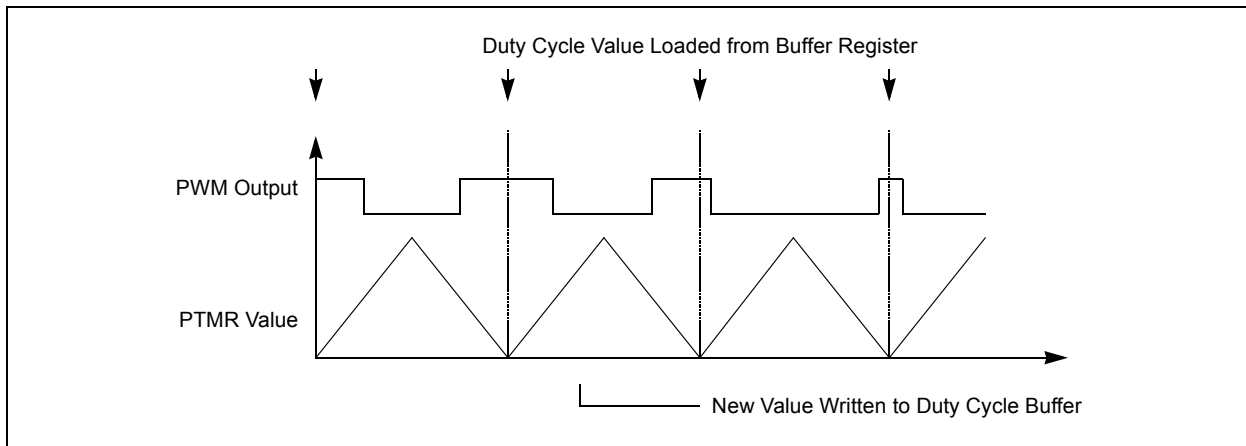 Duty Cycle Value Loaded from Buffer Register
PWM Output
PTMR Value
New Value Written to Duty Cycle Buffer